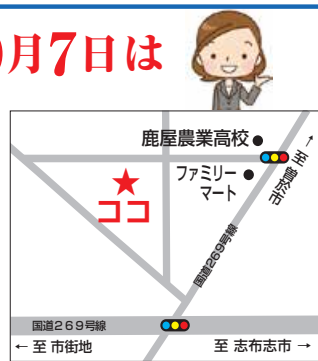 月7日は
鹿屋農業高校
ファミリー
マート
→至 曽於市
ココ
国道269号線
国道269号線
← 至 市街地
至 志布志市 →